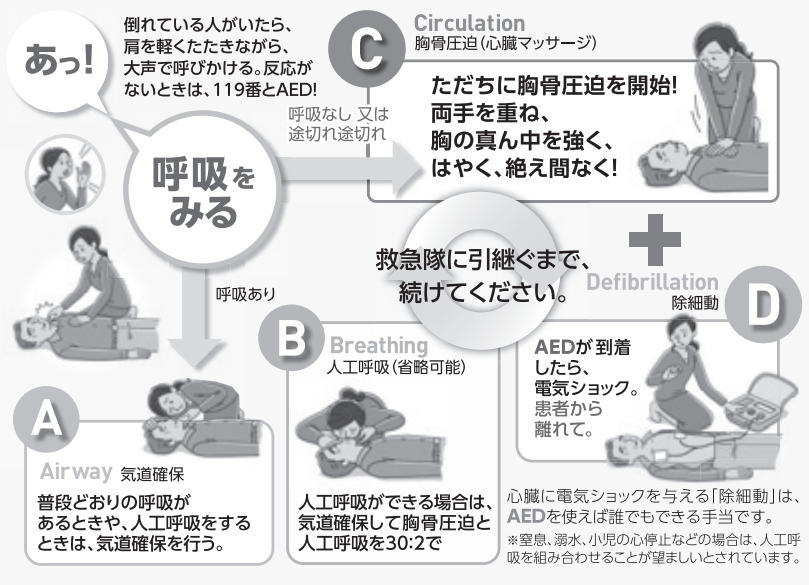 あっ!
倒れている人がいたら、
肩を軽くたたきながら、
大声で呼びかける。反応が
ないときは、119番とAED!
呼吸を
みる
呼吸なし 又は
途切れ途切れ
C
Circulation
胸骨圧迫(心臓マッサージ)
ただちに胸骨圧迫を開始!
両手を重ね、
胸の真ん中を強く、
はやく、絶え間なく!
救急隊に引継ぐまで、
続けてください。
呼吸あり
A
Airway 気道確保
普段どおりの呼吸が
あるときや、人工呼吸をする
ときは、気道確保を行う。
B
Breathing
人工呼吸(省略可能)
人工呼吸ができる場合は、
気道確保して胸骨圧迫と
人工呼吸を30:2で
Defibrillation
除細動
D
AEDが到着
したら、
電気ショック。
患者から
離れて。
心臓に電気ショックを与える「除細動」は、
AEDを使えば誰でもできる手当です。
※窒息、溺水、小児の心停止などの場合は、人工呼
吸を組み合わせることが望ましいとされています。